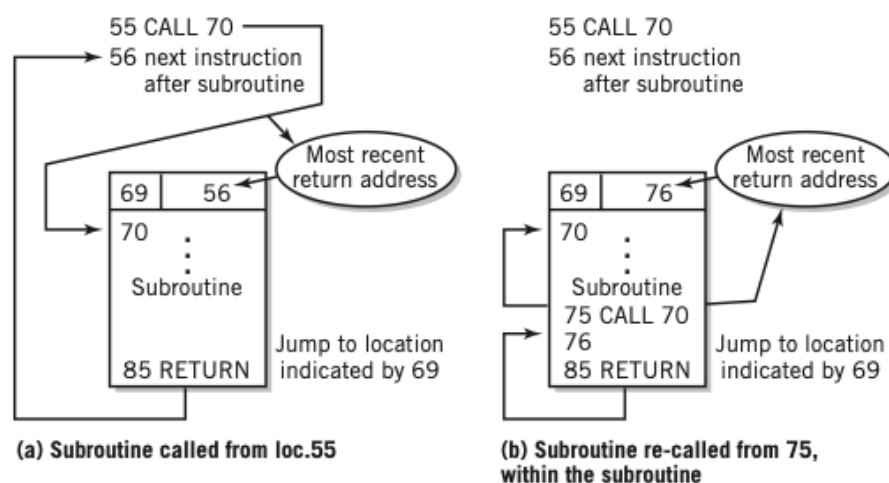 55 CALL 70
56 next instruction
after subroutine
Most recent
return address
69 56
70
Subroutine
85 RETURN
Jump to location
indicated by 69
(a) Subroutine called from loc.55
55 CALL 70
56 next instruction
after subroutine
Most recent
return address
69 76
70
Subroutine
75 CALL 70
76
85 RETURN
Jump to location
indicated by 69
(b) Subroutine re-called from 75,
within the subroutine